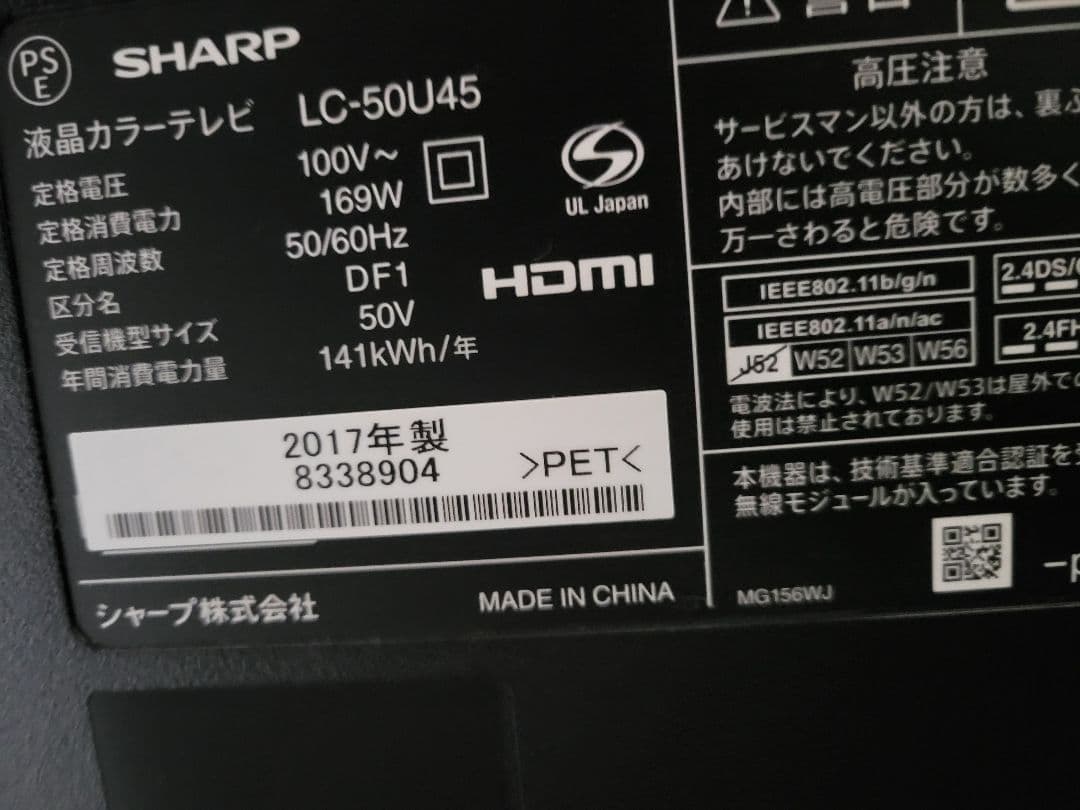 PS
E
SHARP
液晶カラーテレビ LC-50U45
定格電圧 100V~
定格消費電力 169W
定格周波数 50/60Hz
区分名 DF1
受信機型サイズ 50V
年間消費電力量 141kWh/年
UL Japan
HDMI
2017年製
8338904
>PET<
シャープ株式会社
MADE IN CHINA
高圧注意
サービスマン以外の方は、裏ぶ
あけないでください。
内部には高電圧部分が数多く
万一さわると危険です。
IEEE802.11b/g/n
2.4DS/
IEEE802.11a/n/ac
J52 W52 W53 W56
2.4FH
電波法により、W52/W53は屋外での
使用は禁止されております。
本機器は、技術基準適合認証を
無線モジュールが入っています。
MG156WJ